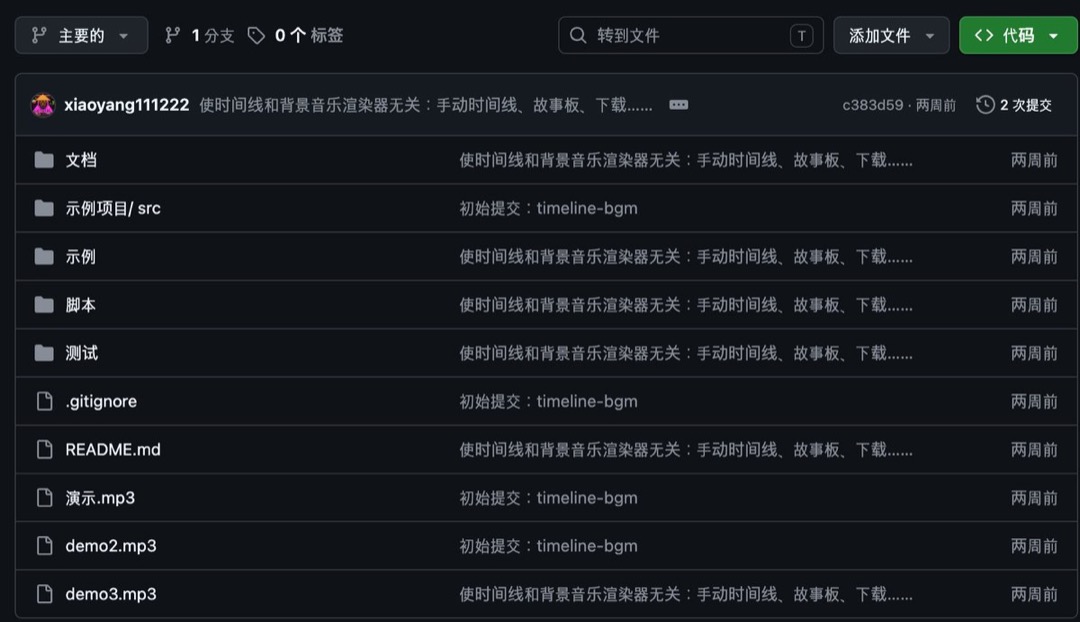 主要的 1 分支 0 个 标签 转到文件 T 添加文件 <> 代码
xiaoyang111222 使时间线和背景音乐渲染器无关：手动时间线、故事板、下载…… c383d59 · 两周前 2 次提交
文档 使时间线和背景音乐渲染器无关：手动时间线、故事板、下载…… 两周前
示例项目/ src 初始提交：timeline-bgm 两周前
示例 使时间线和背景音乐渲染器无关：手动时间线、故事板、下载…… 两周前
脚本 使时间线和背景音乐渲染器无关：手动时间线、故事板、下载…… 两周前
测试 使时间线和背景音乐渲染器无关：手动时间线、故事板、下载…… 两周前
.gitignore 初始提交：timeline-bgm 两周前
README.md 使时间线和背景音乐渲染器无关：手动时间线、故事板、下载…… 两周前
演示.mp3 初始提交：timeline-bgm 两周前
demo2.mp3 初始提交：timeline-bgm 两周前
demo3.mp3 使时间线和背景音乐渲染器无关：手动时间线、故事板、下载…… 两周前